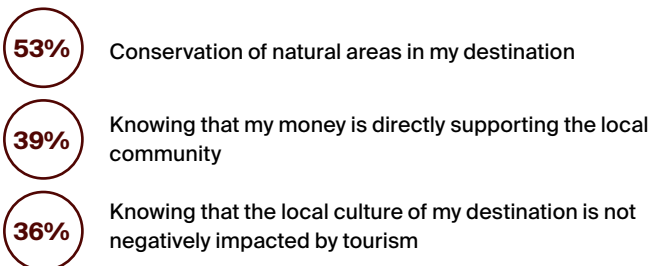 53%
Conservation of natural areas in my destination
39%
Knowing that my money is directly supporting the local
community
36%
Knowing that the local culture of my destination is not
negatively impacted by tourism